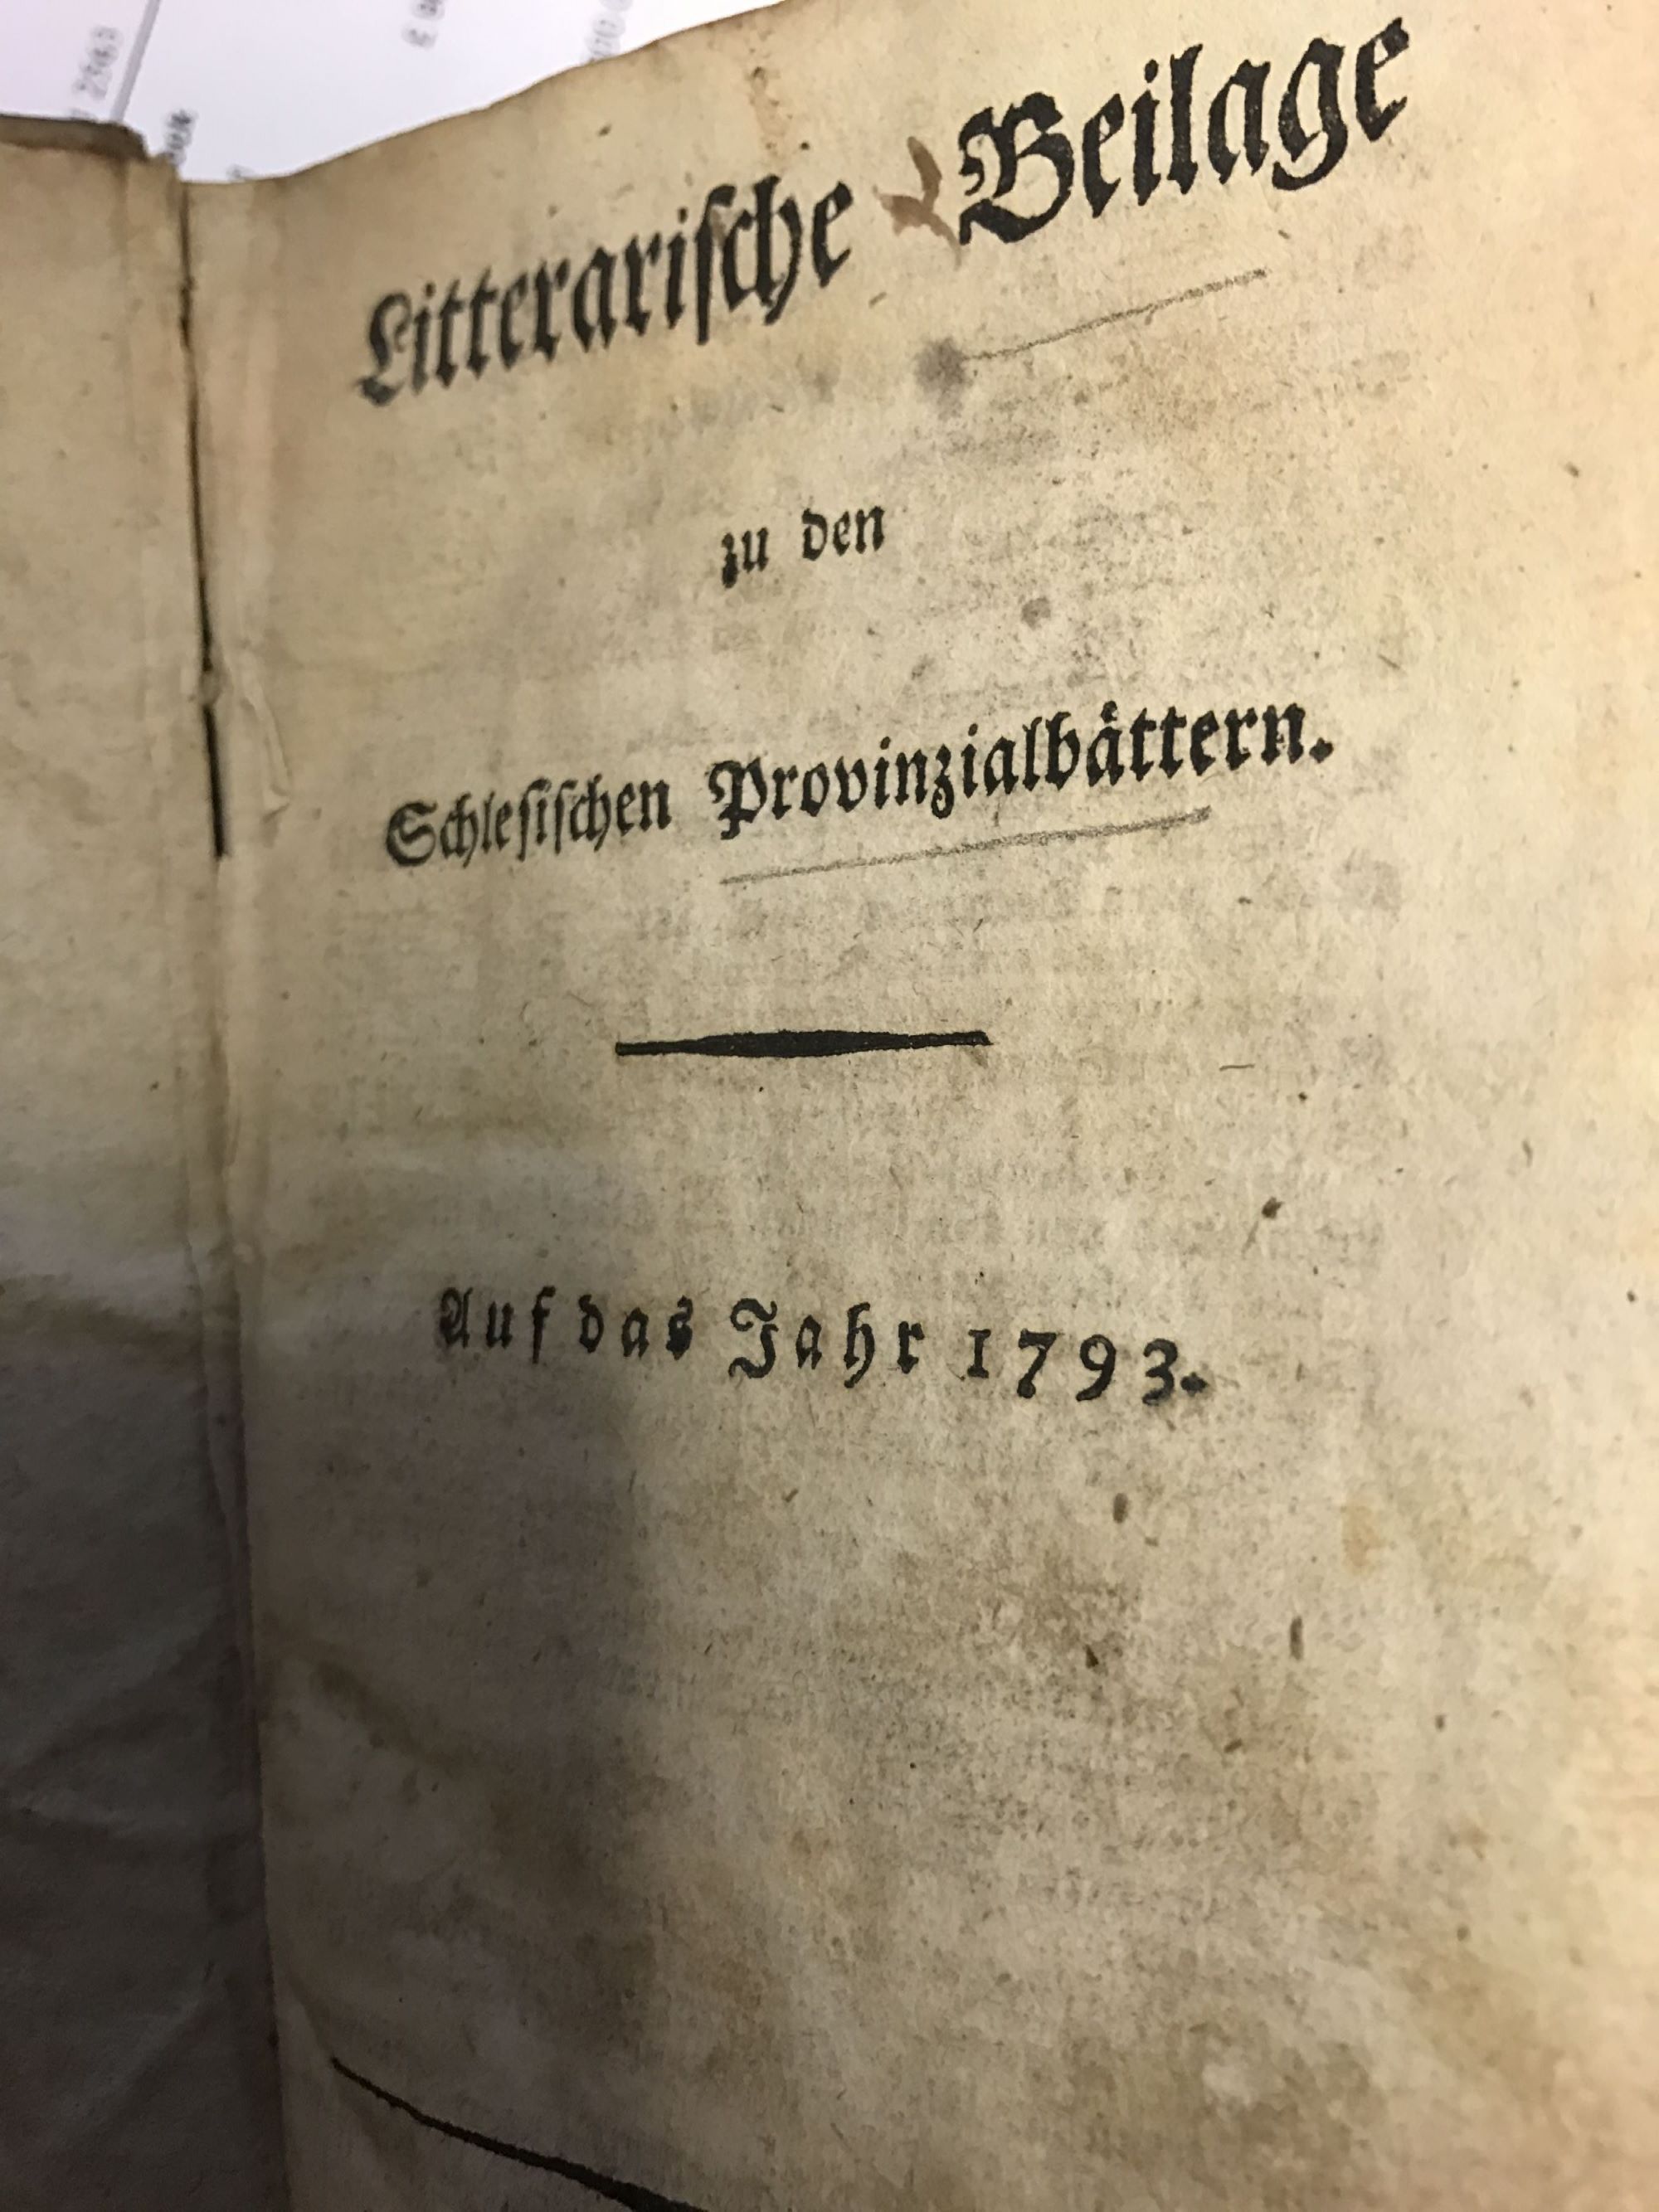 Litterarische Beilage
zu den
Schlesischen Provinzialbättern.
Auf das Jahr 1793.